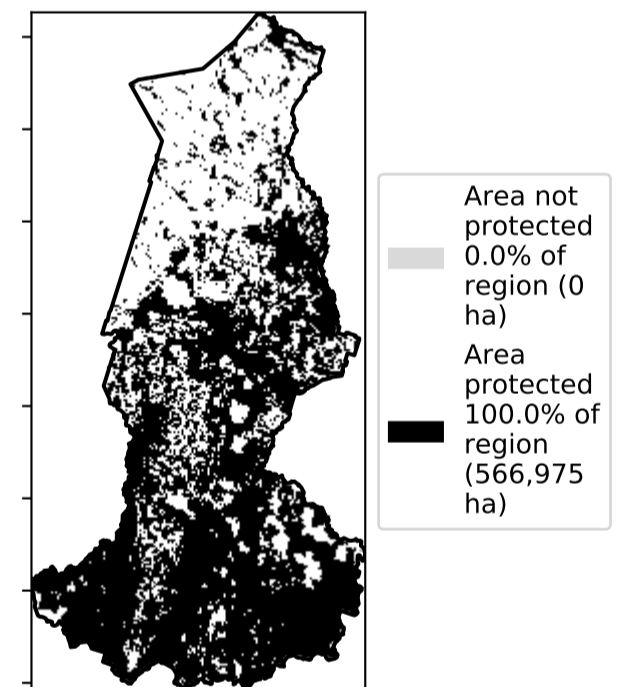 Area not
protected
0.0% of
region (0
ha)
Area
protected
100.0% of
region
(566,975
ha)